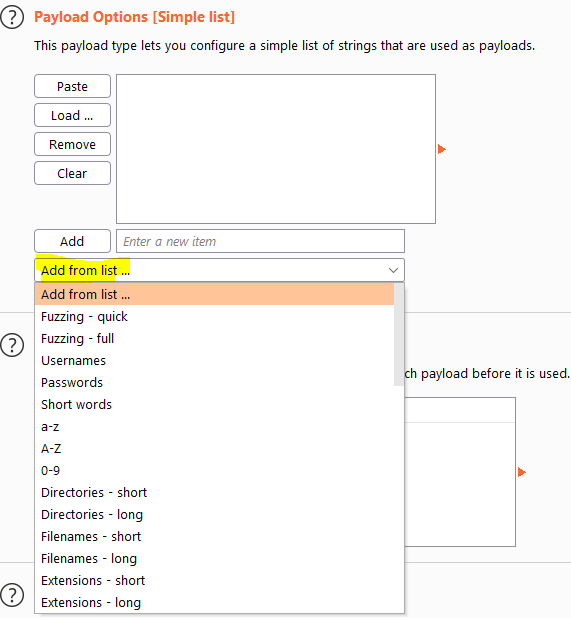 ? Payload Options [Simple list]
This payload type lets you configure a simple list of strings that are used as payloads.
Paste
Load ...
Remove
Clear
Add Enter a new item
Add from list ...
Add from list ...
Fuzzing - quick
Fuzzing - full
?
Usernames
Passwords
ch payload before it is used.
Short words
a-z
A-Z
0-9
Directories - short
Directories - long
Filenames - short
Filenames - long
Extensions - short
?
Extensions - long